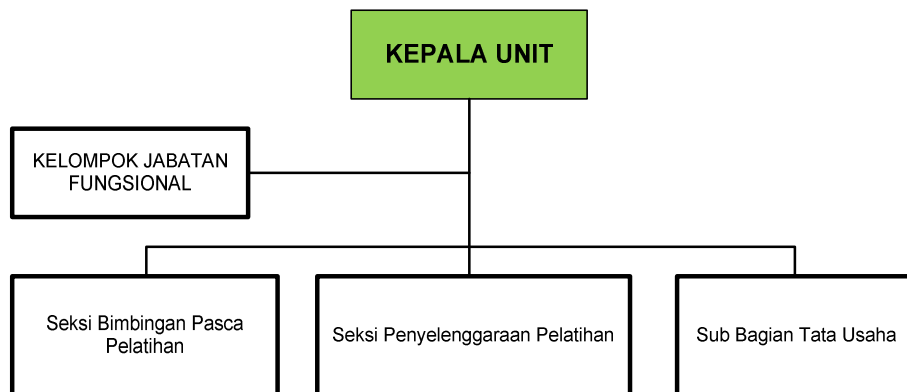 KEPALA UNIT
KELOMPOK JABATAN
FUNGSIONAL
Seksi Bimbingan Pasca
Pelatihan
Seksi Penyelenggaraan Pelatihan
Sub Bagian Tata Usaha